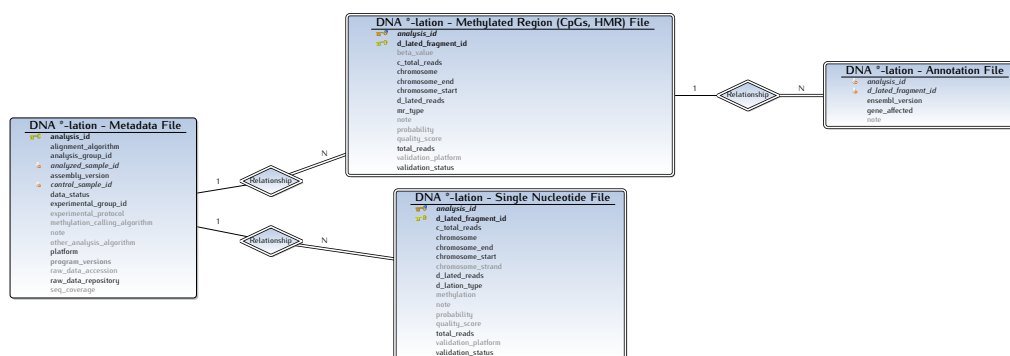 DNA *-lation - Methylated Region (CpGs, HMR) File
analysis_id
d_lated_fragment_id
beta_value
c_total_reads
chromosome
chromosome_end
chromosome_start
d_lated_reads
mr_type
note
probability
quality_score
total_reads
validation_platform
validation_status
1
Relationship
N
DNA *-lation - Annotation File
analysis_id
d_lated_fragment_id
ensembl_version
gene_affected
note
DNA *-lation - Metadata File
analysis_id
alignment_algorithm
analysis_group_id
analyzed_sample_id
assembly_version
control_sample_id
data_status
experimental_group_id
experimental_protocol
methylation_calling_algorithm
note
other_analysis_algorithm
platform
program_versions
raw_data_accession
raw_data_repository
seq_coverage
1
Relationship
N
1
Relationship
N
DNA *-lation - Single Nucleotide File
analysis_id
d_lated_fragment_id
c_total_reads
chromosome
chromosome_end
chromosome_start
chromosome_strand
d_lated_reads
d_lation_type
methylation
note
probability
quality_score
total_reads
validation_platform
validation_status